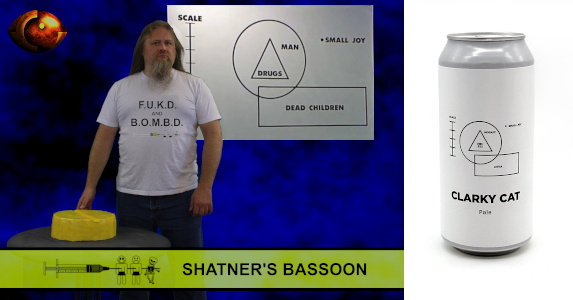 SCALE
MAN
• SMALL JOY
DRUGS
DEAD CHILDREN
F.U.K.D.
AND
B.O.M.B.D.
SHATNER'S BASSOON
CLARKY CAT
Pale